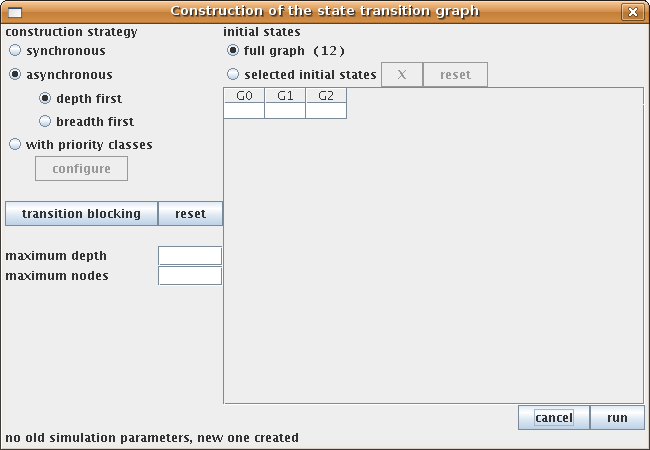 Construction of the state transition graph
construction strategy
synchronous
asynchronous
depth first
breadth first
with priority classes
configure
transition blocking
reset
maximum depth
maximum nodes
initial states
full graph (12)
selected initial states
X
reset
G0 G1 G2
cancel
run
no old simulation parameters, new one created